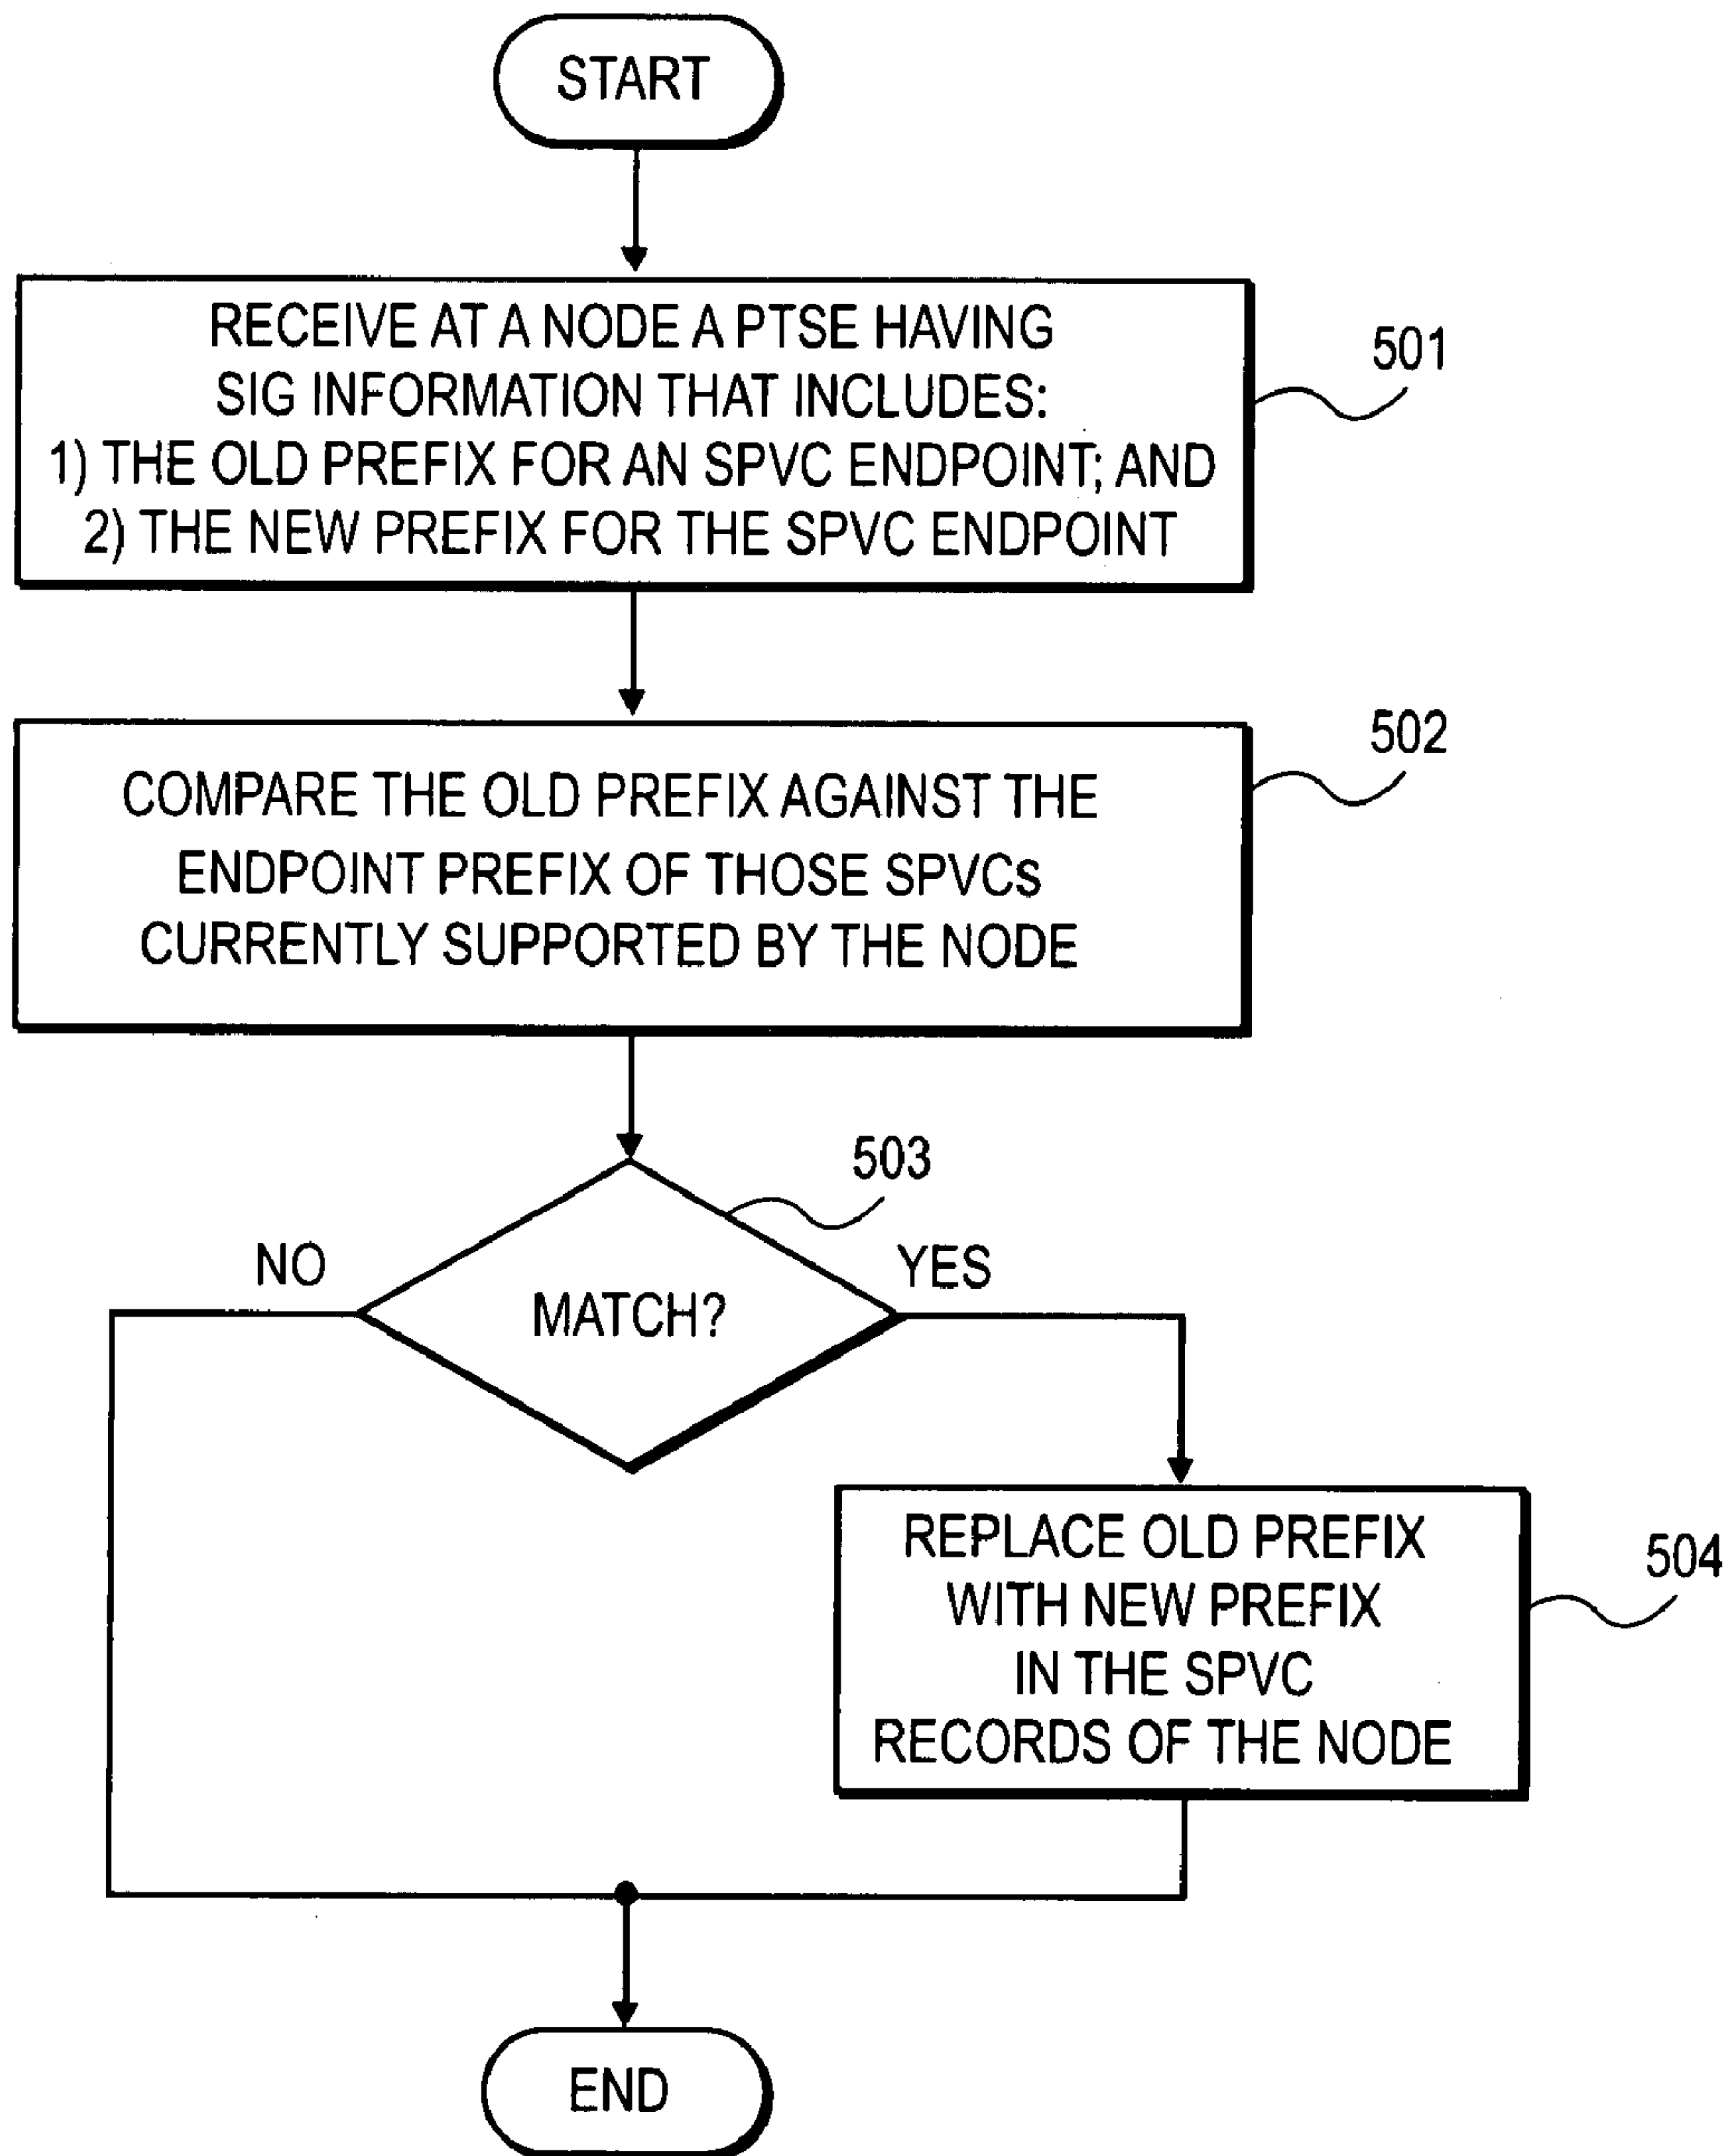 START
RECEIVE AT A NODE A PTSE HAVING
SIG INFORMATION THAT INCLUDES:
1) THE OLD PREFIX FOR AN SPVC ENDPOINT; AND
2) THE NEW PREFIX FOR THE SPVC ENDPOINT
501
COMPARE THE OLD PREFIX AGAINST THE
ENDPOINT PREFIX OF THOSE SPVCs
CURRENTLY SUPPORTED BY THE NODE
502
503
NO
YES
MATCH?
REPLACE OLD PREFIX
WITH NEW PREFIX
IN THE SPVC
RECORDS OF THE NODE
504
END